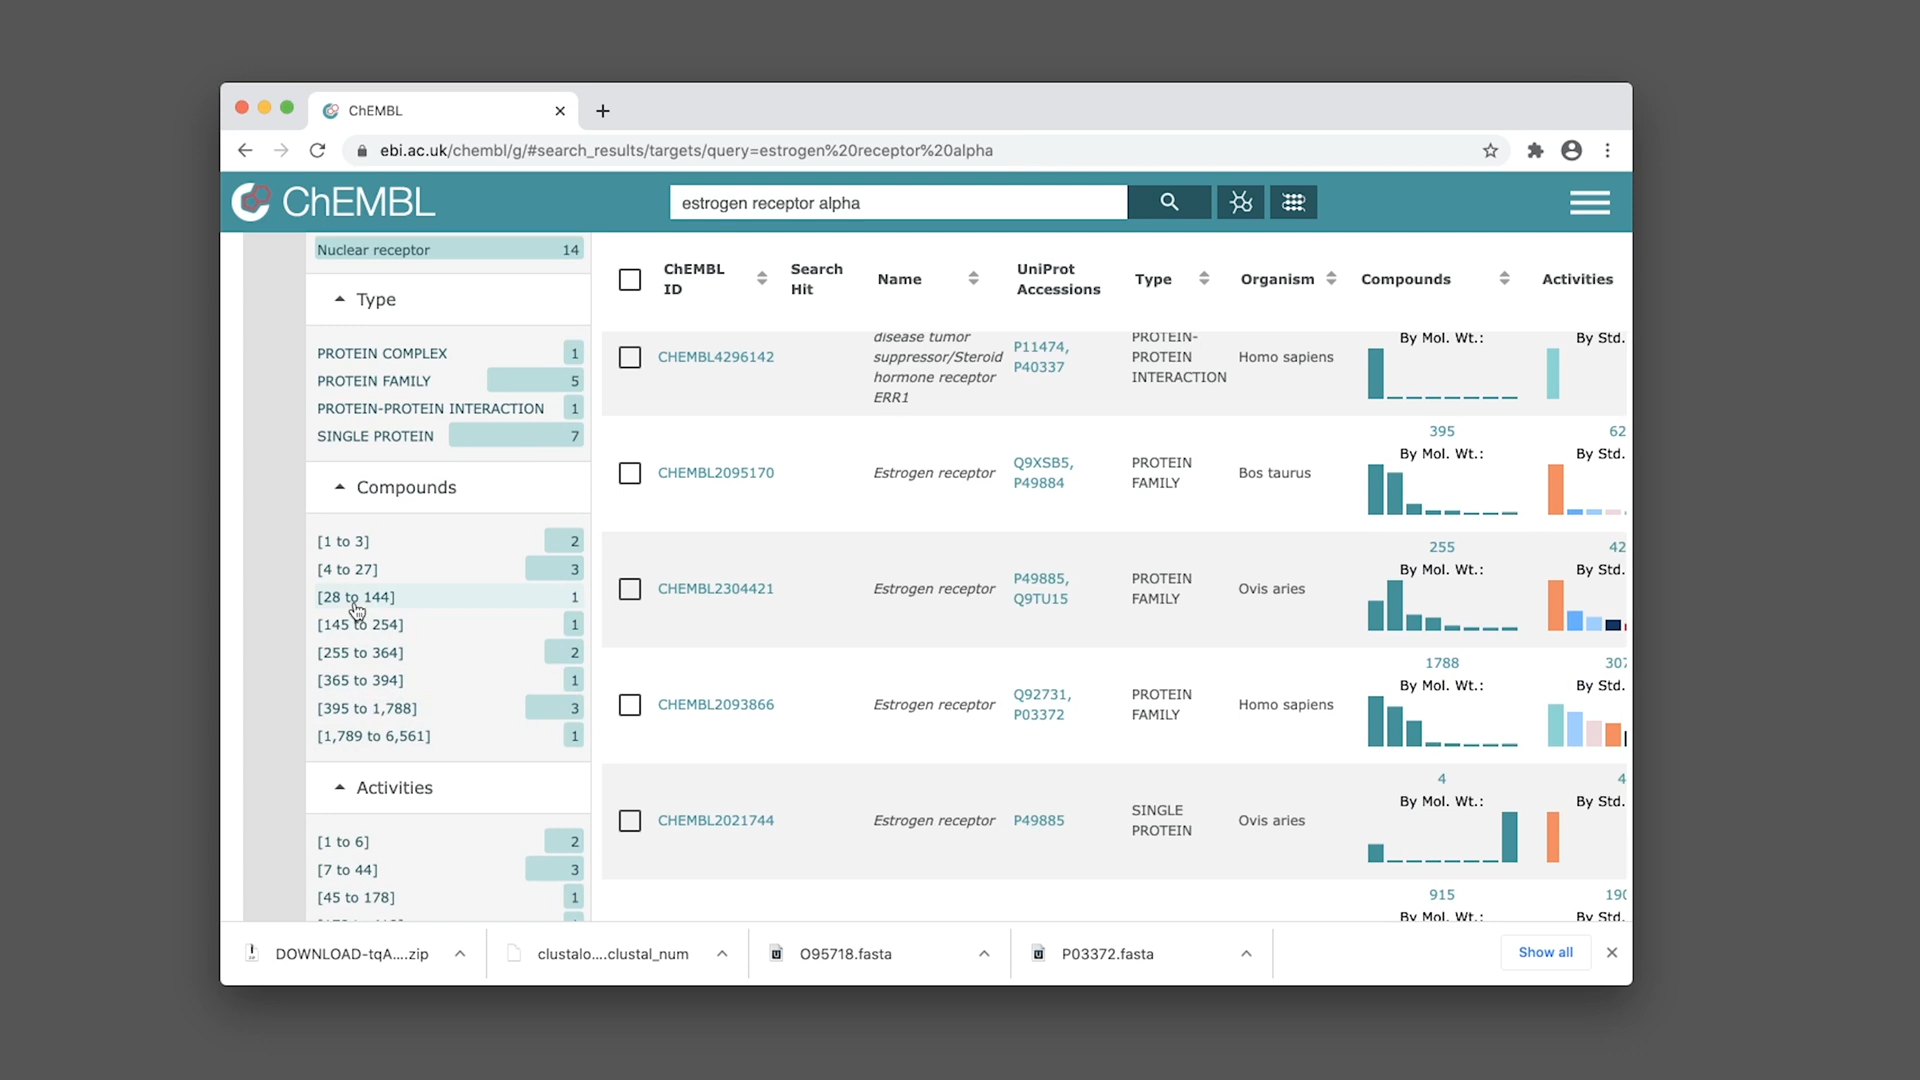 ChEMBL
ebi.ac.uk/chembl/g/#search_results/targets/query=estrogen%20receptor%20alpha
ChEMBL
estrogen receptor alpha
Nuclear receptor 14
Type
PROTEIN COMPLEX 1
PROTEIN FAMILY 5
PROTEIN-PROTEIN INTERACTION 1
SINGLE PROTEIN 7
Compounds
[1 to 3] 2
[4 to 27] 3
[28 to 144] 1
[145 to 254] 1
[255 to 364] 2
[365 to 394] 1
[395 to 1,788] 3
[1,789 to 6,561] 1
Activities
[1 to 6] 2
[7 to 44] 3
[45 to 178] 1
ChEMBL
ID
Search
Hit
Name
UniProt
Accessions
Type
Organism
Compounds
Activities
CHEMBL4296142
disease tumor
suppressor/Steroid
hormone receptor
ERR1
P11474,
P40337
PROTEIN-
PROTEIN
INTERACTION
Homo sapiens
By Mol. Wt.:
By Std.
CHEMBL2095170
Estrogen receptor
Q9XSB5,
P49884
PROTEIN
FAMILY
Bos taurus
395
By Mol. Wt.:
62
By Std.
CHEMBL2304421
Estrogen receptor
P49885,
Q9TU15
PROTEIN
FAMILY
Ovis aries
255
By Mol. Wt.:
42
By Std.
CHEMBL2093866
Estrogen receptor
Q92731,
P03372
PROTEIN
FAMILY
Homo sapiens
1788
By Mol. Wt.:
307
By Std.
CHEMBL2021744
Estrogen receptor
P49885
SINGLE
PROTEIN
Ovis aries
4
By Mol. Wt.:
4
By Std.
915
By Mol. Wt.:
190
By Std.
DOWNLOAD-tqA....zip
clustalo....clustal_num
O95718.fasta
P03372.fasta
Show all